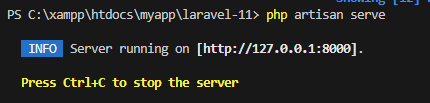 PS C:\xampp\htdocs\myapp\laravel-11> php artisan serve
INFO Server running on [http://127.0.0.1:8000].
Press Ctrl+C to stop the server